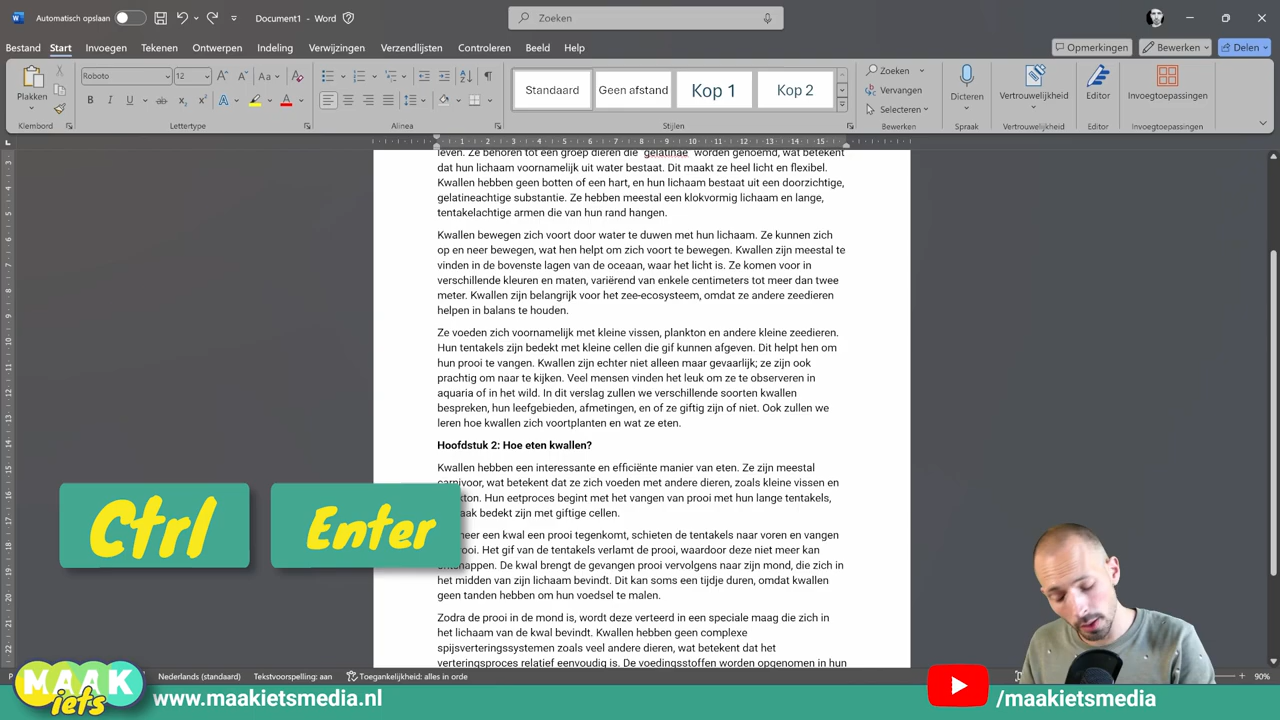 Automatisch opslaan
Document1 - Word
Zoeken
Bestand Start Invoegen Tekenen Ontwerpen Indeling Verwijzingen Verzendlijsten Controleren Beeld Help
Opmerkingen Bewerken Delen
Plakken
Klembord
Roboto 12
Lettertype
Alinea
Standaard Geen afstand Kop 1 Kop 2
Stijlen
Zoeken
Vervangen
Selecteren
Bewerken
Dicteren
Spraak
Vertrouwelijkheid
Vertrouwelijkheid
Editor
Editor
Invoegtoepassingen
Invoegtoepassingen
1 2 3 4 5 6 7 8 9 10 11 12 13 14 15
leven. Ze behoren tot een groep dieren die "gelatinae" worden genoemd, wat betekent
dat hun lichaam voornamelijk uit water bestaat. Dit maakt ze heel licht en flexibel.
Kwallen hebben geen botten of een hart, en hun lichaam bestaat uit een doorzichtige,
gelatineachtige substantie. Ze hebben meestal een klokvormig lichaam en lange,
tentakelachtige armen die van hun rand hangen.
Kwallen bewegen zich voort door water te duwen met hun lichaam. Ze kunnen zich
op en neer bewegen, wat hen helpt om zich voort te bewegen. Kwallen zijn meestal te
vinden in de bovenste lagen van de oceaan, waar het licht is. Ze komen voor in
verschillende kleuren en maten, variërend van enkele centimeters tot meer dan twee
meter. Kwallen zijn belangrijk voor het zee-ecosysteem, omdat ze andere zeedieren
helpen in balans te houden.
Ze voeden zich voornamelijk met kleine vissen, plankton en andere kleine zeedieren.
Hun tentakels zijn bedekt met kleine cellen die gif kunnen afgeven. Dit helpt hen om
hun prooi te vangen. Kwallen zijn echter niet alleen maar gevaarlijk; ze zijn ook
prachtig om naar te kijken. Veel mensen vinden het leuk om ze te observeren in
aquaria of in het wild. In dit verslag zullen we verschillende soorten kwallen
bespreken, hun leefgebieden, afmetingen, en of ze giftig zijn of niet. Ook zullen we
leren hoe kwallen zich voortplanten en wat ze eten.
Hoofdstuk 2: Hoe eten kwallen?
Kwallen hebben een interessante en efficiënte manier van eten. Ze zijn meestal
carnivoor, wat betekent dat ze zich voeden met andere dieren, zoals kleine vissen en
kton. Hun eetproces begint met het vangen van prooi met hun lange tentakels,
aak bedekt zijn met giftige cellen.
meer een kwal een prooi tegenkomt, schieten de tentakels naar voren en vangen
ooi. Het gif van de tentakels verlamt de prooi, waardoor deze niet meer kan
ontsnappen. De kwal brengt de gevangen prooi vervolgens naar zijn mond, die zich in
het midden van zijn lichaam bevindt. Dit kan soms een tijdje duren, omdat kwallen
geen tanden hebben om hun voedsel te malen.
Zodra de prooi in de mond is, wordt deze verteerd in een speciale maag die zich in
het lichaam van de kwal bevindt. Kwallen hebben geen complexe
spijsverteringssystemen zoals veel andere dieren, wat betekent dat het
verteringsproces relatief eenvoudig is. De voedingsstoffen worden opgenomen in hun
Ctrl Enter
Nederlands (standaard) Tekstvoorspelling: aan Toegankelijkheid: alles in orde
90%
MAAK
iets
www.maakietsmedia.nl
/maakietsmedia